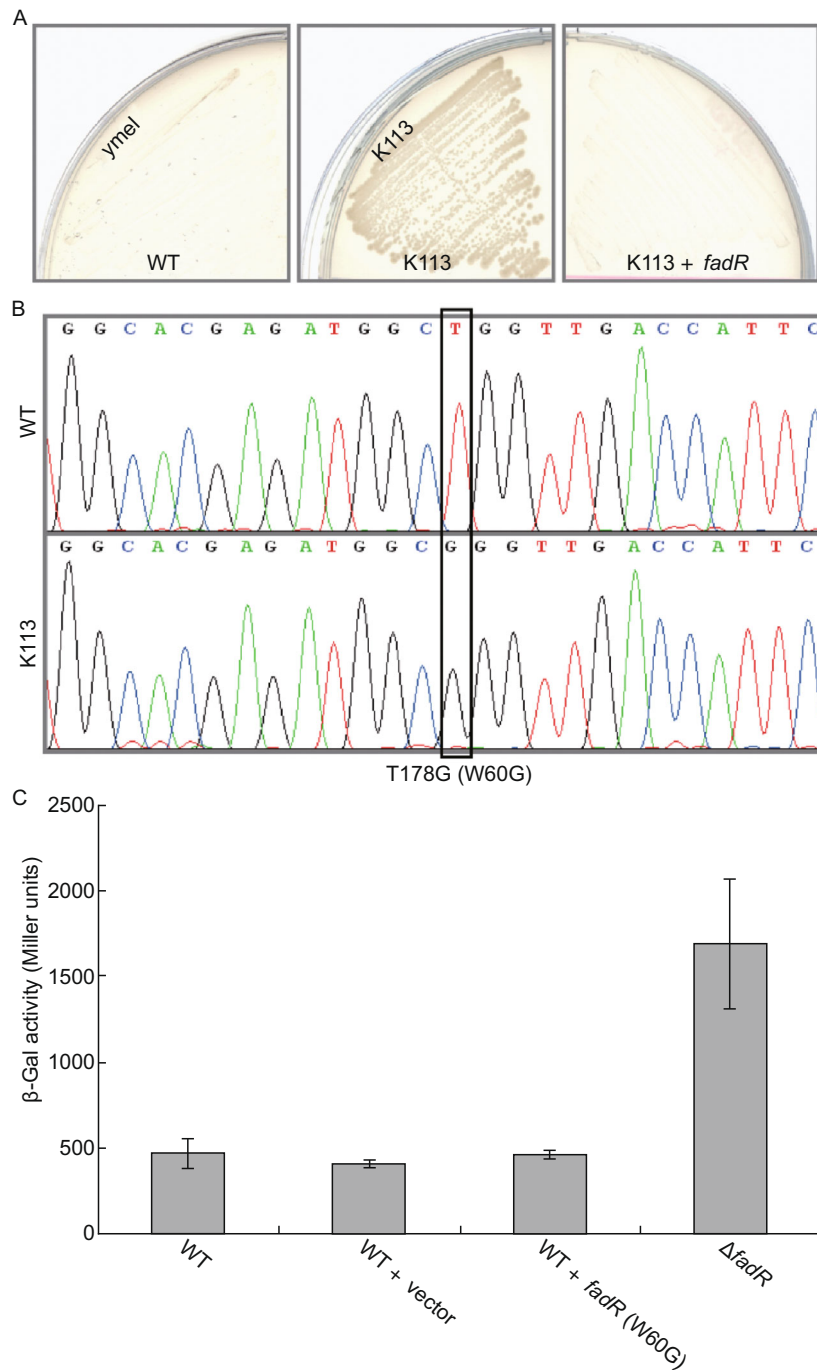 A
ymel
WT
K113
K113
K113 + fadR
B
G G C A C G A G A T G G C T G G T T G A C C A T T C
WT
G G C A C G A G A T G G C G G G T T G A C C A T T C
K113
T178G (W60G)
C
β-Gal activity (Miller units)
2500
2000
1500
1000
500
0
WT
WT + vector
WT + fadR (W60G)
ΔfadR